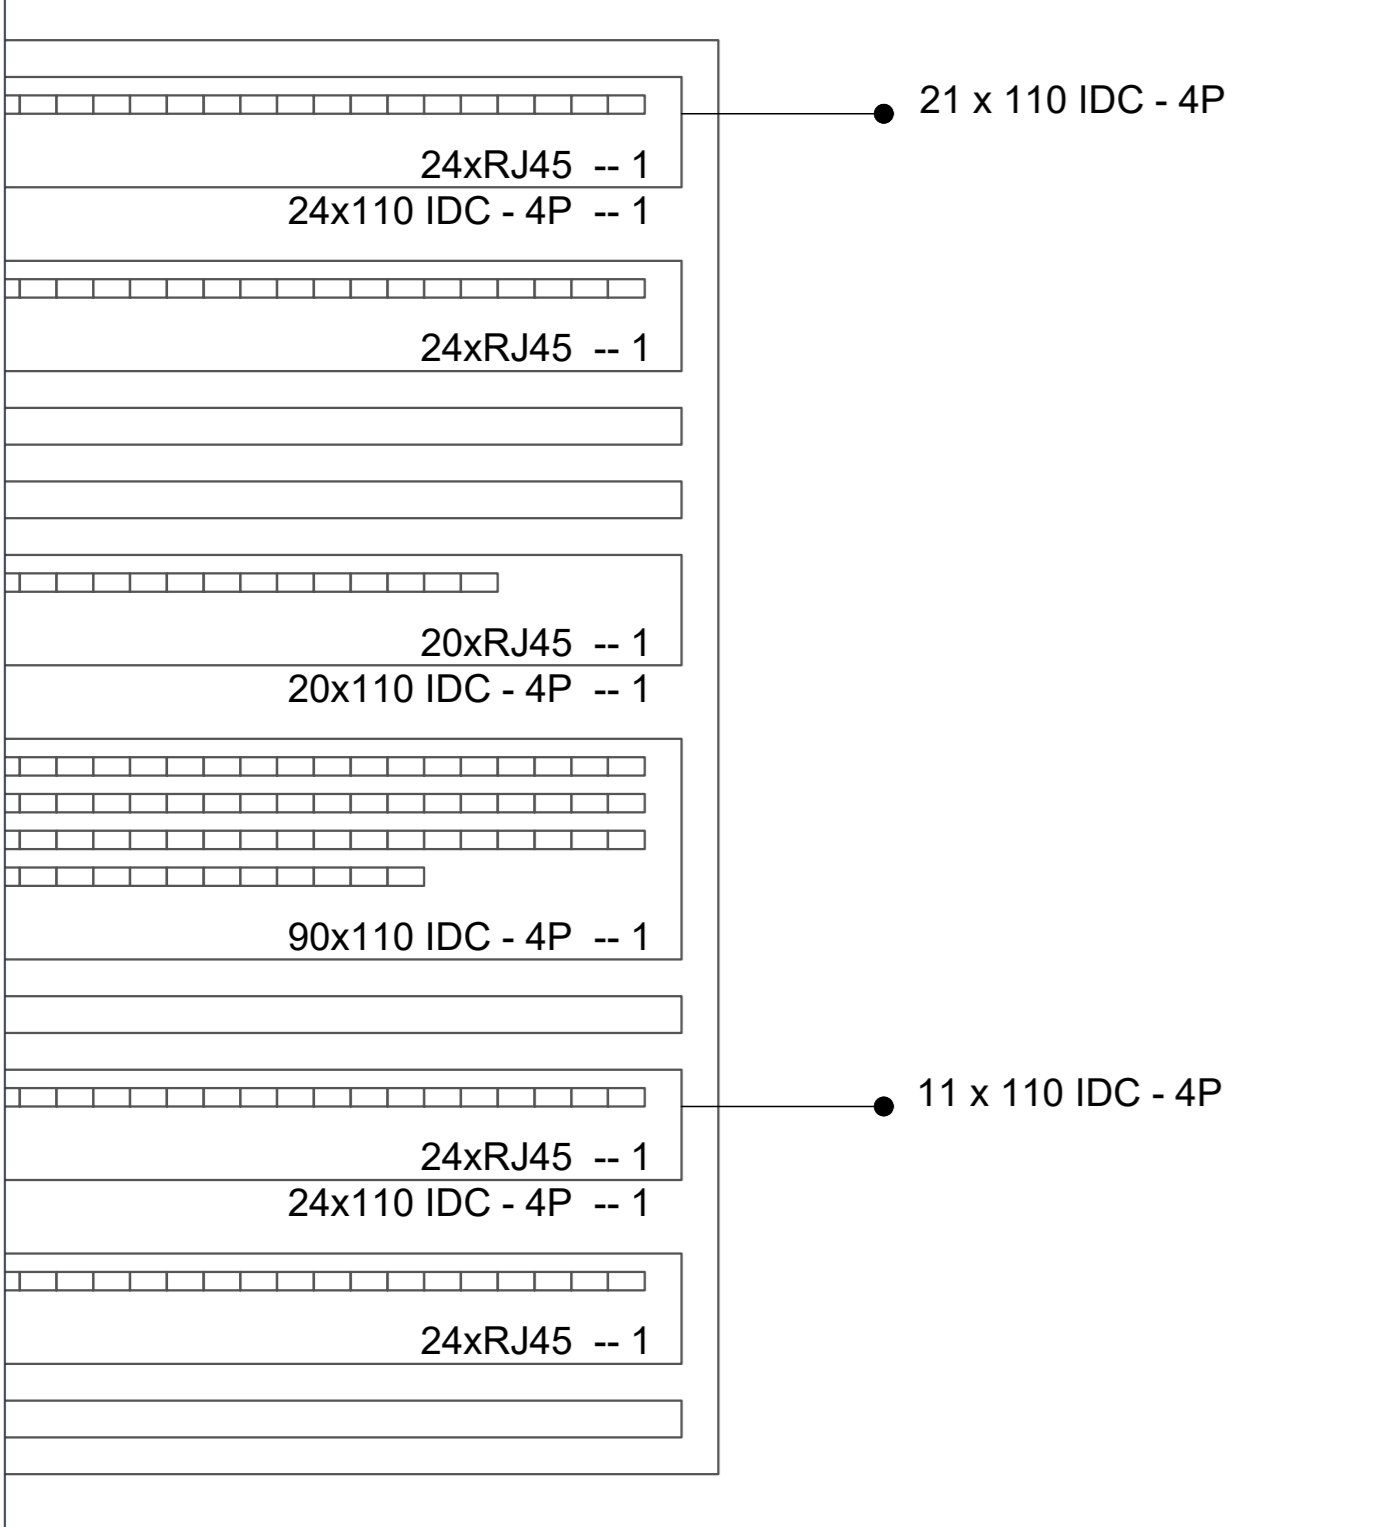 21 x 110 IDC - 4P
24xRJ45 -- 1
24x110 IDC - 4P -- 1
24xRJ45 -- 1
20xRJ45 -- 1
20x110 IDC - 4P -- 1
90x110 IDC - 4P -- 1
11 x 110 IDC - 4P
24xRJ45 -- 1
24x110 IDC - 4P -- 1
24xRJ45 -- 1